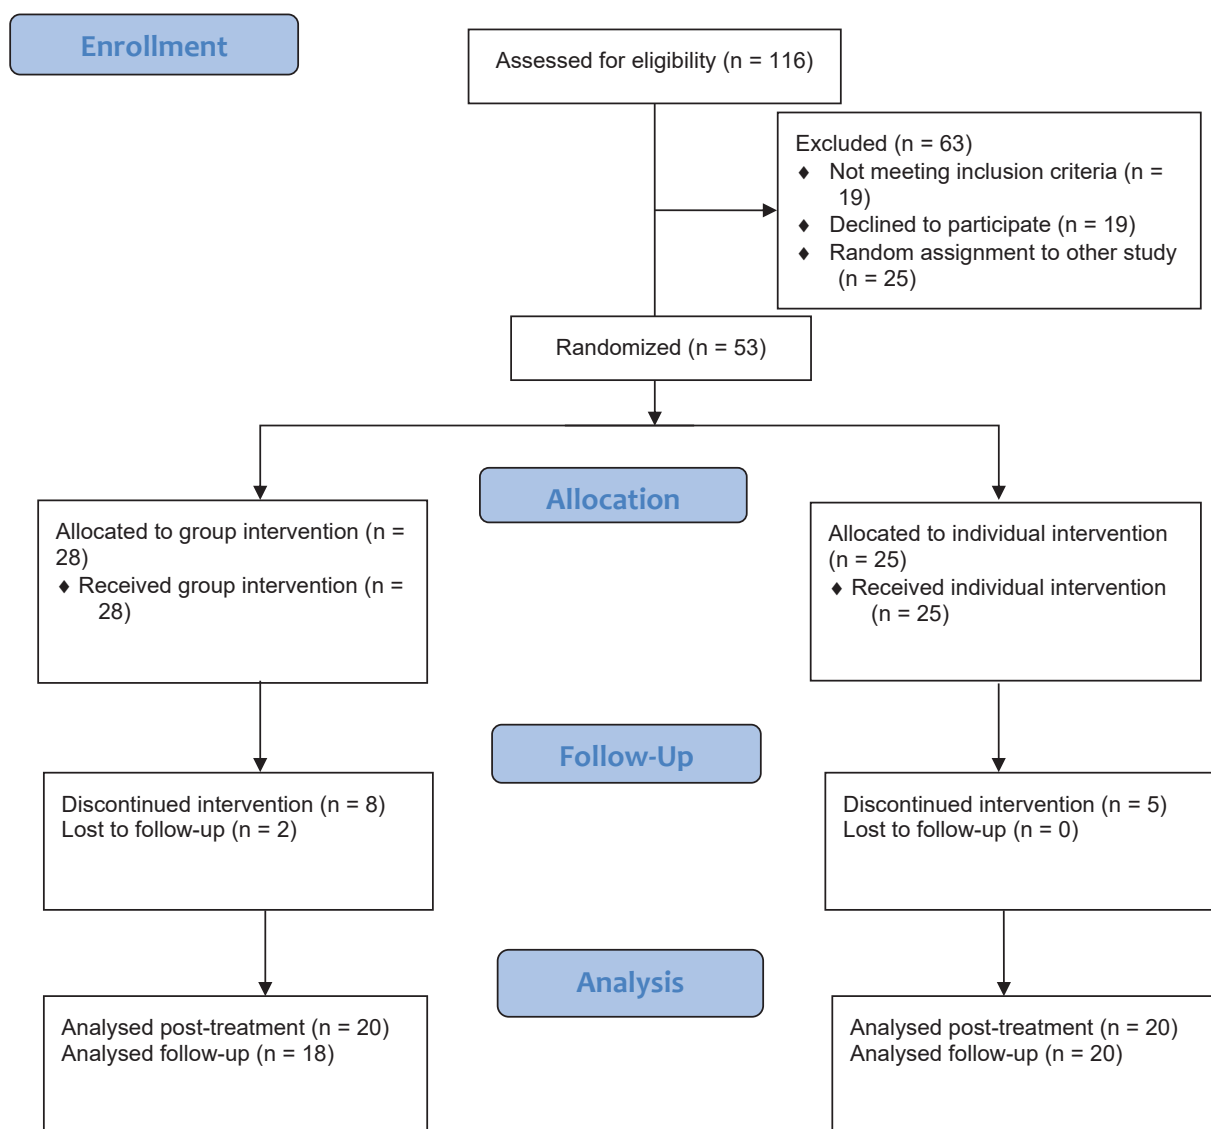 Enrollment
Assessed for eligibility (n = 116)
Excluded (n = 63)
♦ Not meeting inclusion criteria (n =
19)
♦ Declined to participate (n = 19)
♦ Random assignment to other study
(n = 25)
Randomized (n = 53)
Allocation
Allocated to group intervention (n =
28)
♦ Received group intervention (n =
28)
Allocated to individual intervention
(n = 25)
♦ Received individual intervention
(n = 25)
Follow-Up
Discontinued intervention (n = 8)
Lost to follow-up (n = 2)
Discontinued intervention (n = 5)
Lost to follow-up (n = 0)
Analysis
Analysed post-treatment (n = 20)
Analysed follow-up (n = 18)
Analysed post-treatment (n = 20)
Analysed follow-up (n = 20)